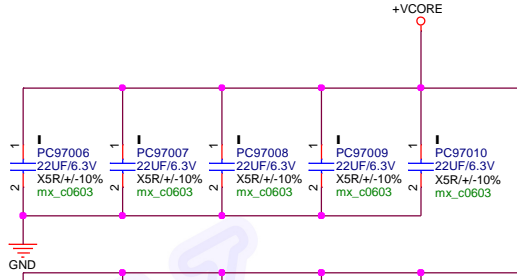 +VCORE
1 1 1 1 1
I I I I I
PC97006 PC97007 PC97008 PC97009 PC97010
22UF/6.3V 22UF/6.3V 22UF/6.3V 22UF/6.3V 22UF/6.3V
X5R/+/-10% X5R/+/-10% X5R/+/-10% X5R/+/-10% X5R/+/-10%
2 2 2 2 2
mx_c0603 mx_c0603 mx_c0603 mx_c0603 mx_c0603
GND